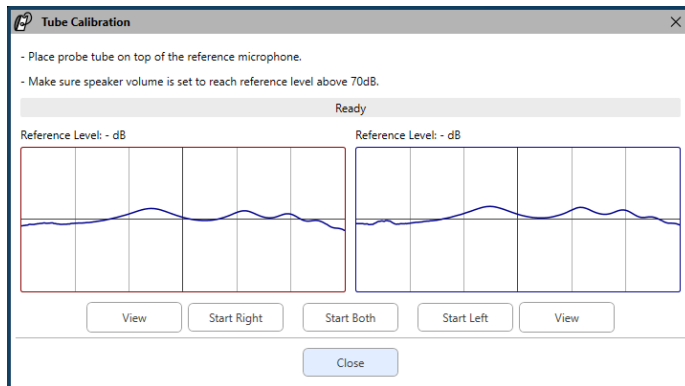 Tube Calibration
- Place probe tube on top of the reference microphone.
- Make sure speaker volume is set to reach reference level above 70dB.
Ready
Reference Level: - dB
Reference Level: - dB
View
Start Right
Start Both
Start Left
View
Close